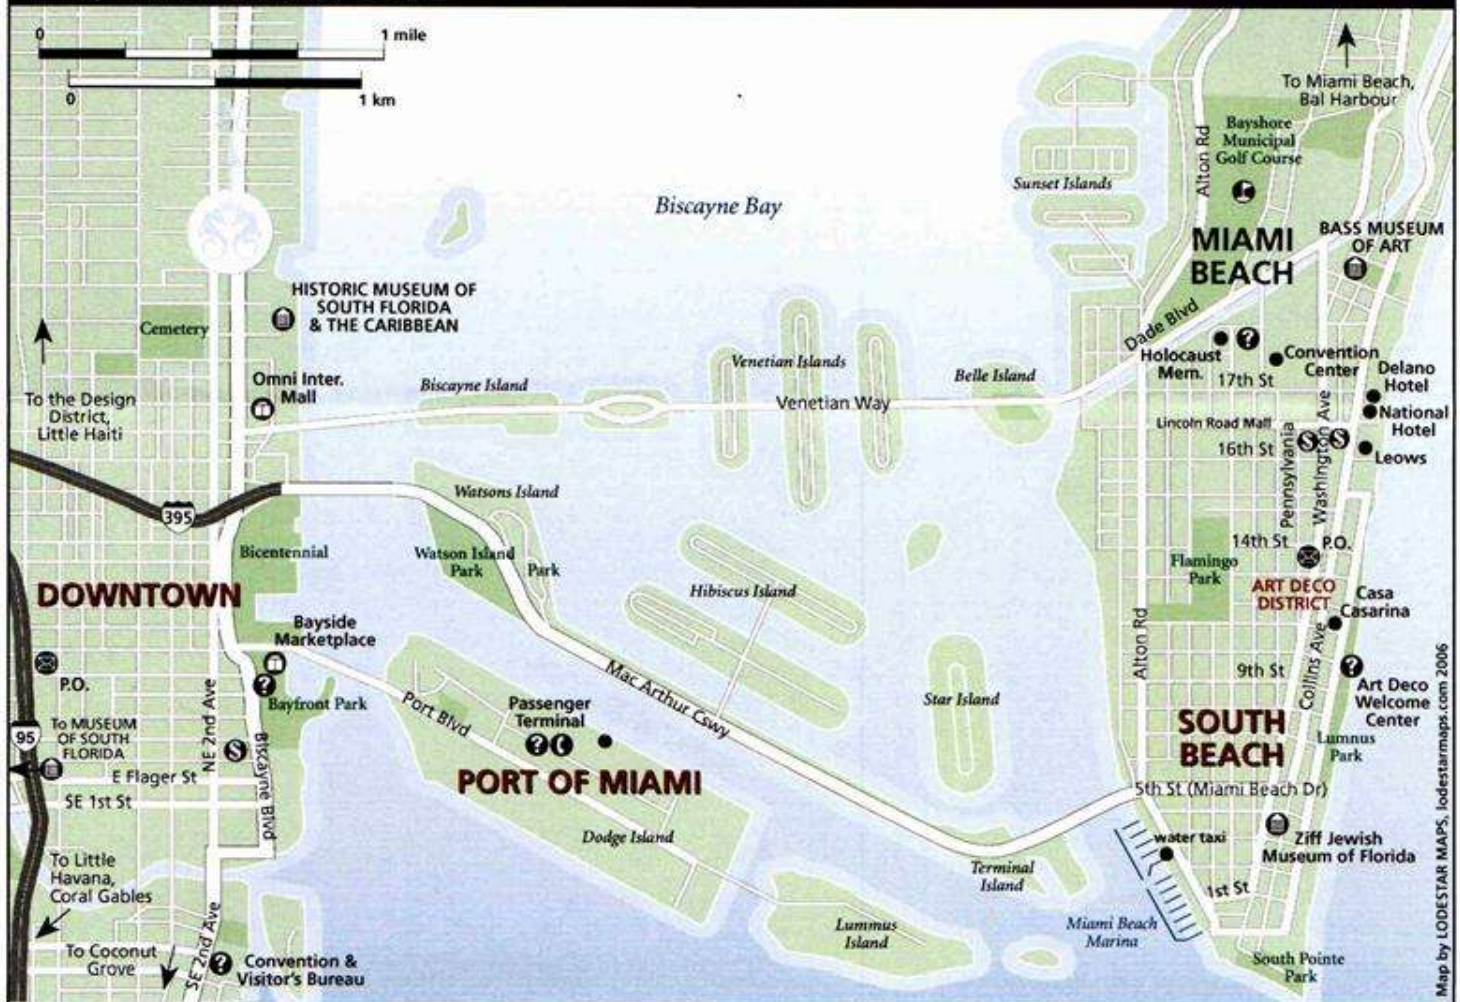 0
1 mile
0
1 km
To Miami Beach,
Bal Harbour
Bayshore
Municipal
Golf Course
Alton Rd
Sunset Islands
Biscayne Bay
MIAMI
BEACH
BASS MUSEUM
OF ART
HISTORIC MUSEUM OF
SOUTH FLORIDA
& THE CARIBBEAN
Cemetery
Dade Blvd
Holocaust
Mem.
?
Convention
Center
17th St
Delano
Hotel
National
Hotel
Leows
Omni Inter.
Mall
Biscayne Island
Venetian Islands
Belle Island
Venetian Way
To the Design
District,
Little Haiti
Lincoln Road Mall
16th St
$
$
Pennsylvania
Washington Ave
395
Watsons Island
Bicentennial
Watson Island
Park
Park
Hibiscus Island
14th St
P.O.
Flamingo
Park
ART DECO
DISTRICT
Casa
Casarina
DOWNTOWN
Bayside
Marketplace
?
P.O.
Bayfront Park
Alton Rd
9th St
Collins Ave
?
Art Deco
Welcome
Center
Star Island
Mac Arthur Cswy
Port Blvd
Passenger
Terminal
?
PORT OF MIAMI
95
To MUSEUM
OF SOUTH
FLORIDA
NE 2nd Ave
$
Biscayne Blvd
E Flager St
SE 1st St
SOUTH
BEACH
Lumnus
Park
5th St (Miami Beach Dr)
Dodge Island
water taxi
Ziff Jewish
Museum of Florida
Terminal
Island
1st St
To Little
Havana,
Coral Gables
Lummus
Island
Miami Beach
Marina
To Coconut
Grove
SE 2nd Ave
?
Convention &
Visitor's Bureau
South Pointe
Park
Map by LODESTAR MAPS, lodestarmaps.com 2006